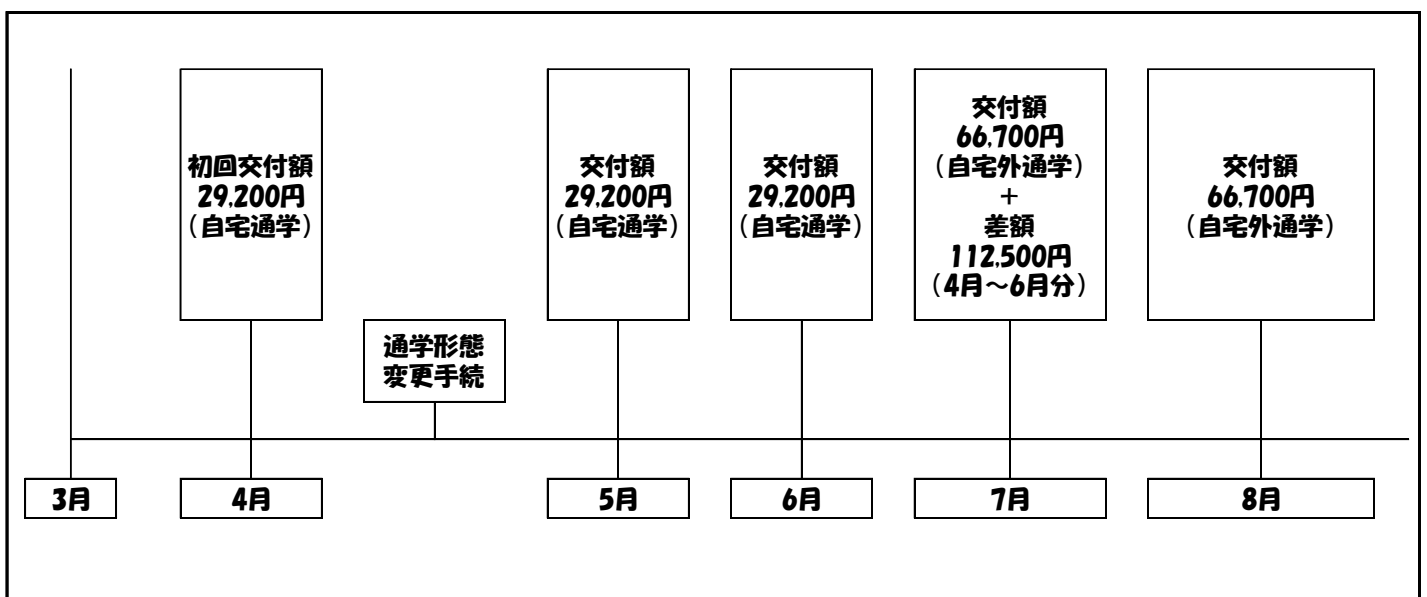 初回交付額
29,200円
（自宅通学）
通学形態
変更手続
交付額
29,200円
（自宅通学）
交付額
29,200円
（自宅通学）
交付額
66,700円
（自宅外通学）
＋
差額
112,500円
（4月～6月分）
交付額
66,700円
（自宅外通学）
3月
4月
5月
6月
7月
8月